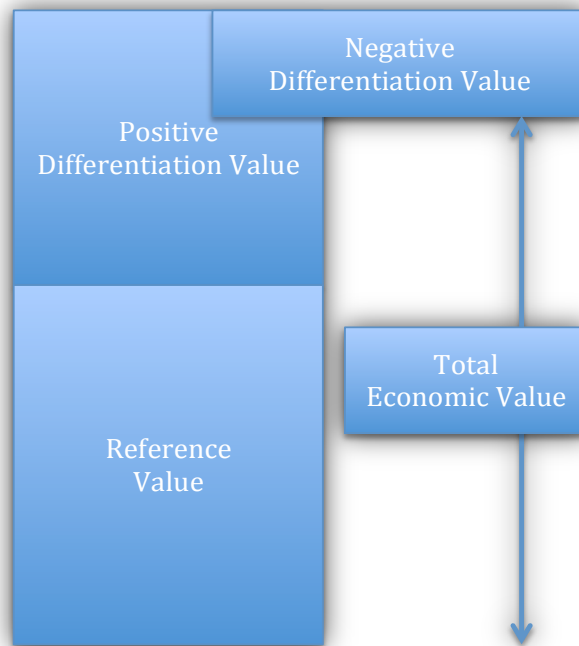 Negative
Differentiation Value
Positive
Differentiation Value
Total
Economic Value
Reference
Value